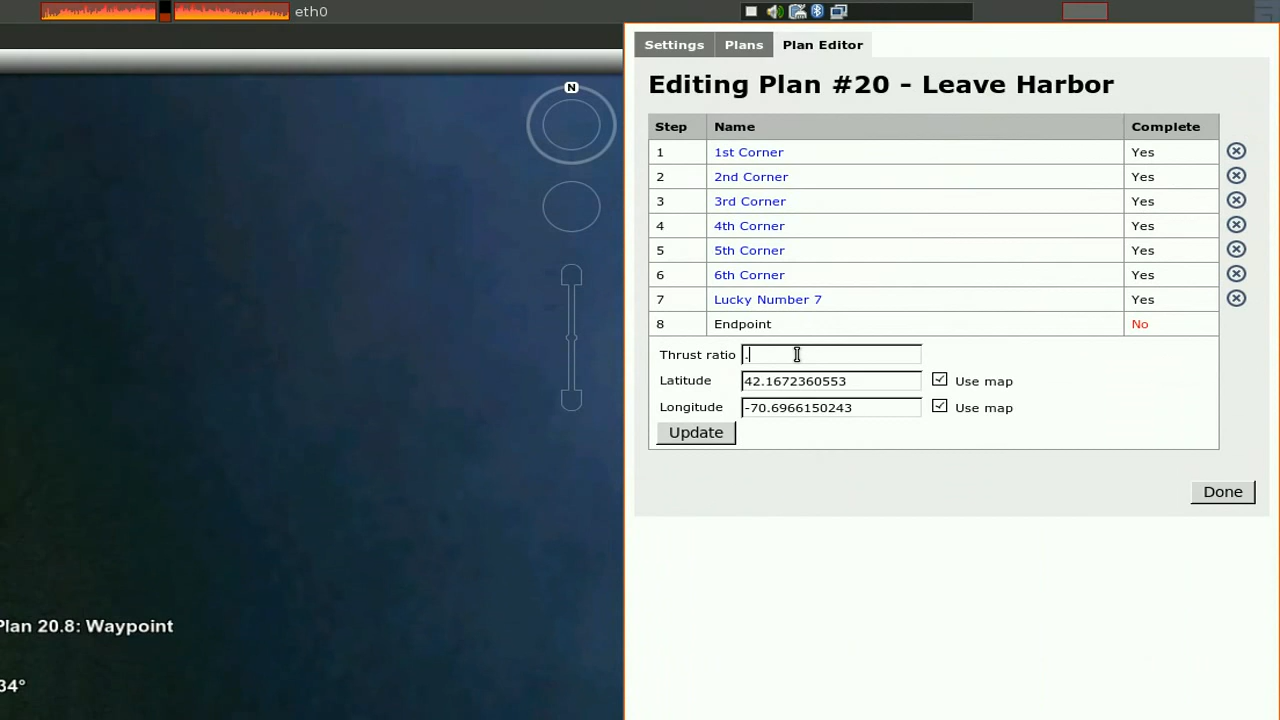 eth0
Settings Plans Plan Editor
Editing Plan #20 - Leave Harbor
Step Name Complete
1 1st Corner Yes
2 2nd Corner Yes
3 3rd Corner Yes
4 4th Corner Yes
5 5th Corner Yes
6 6th Corner Yes
7 Lucky Number 7 Yes
8 Endpoint No
Thrust ratio .
Latitude 42.1672360553 Use map
Longitude -70.6966150243 Use map
Update
Done
N
Plan 20.8: Waypoint
34°